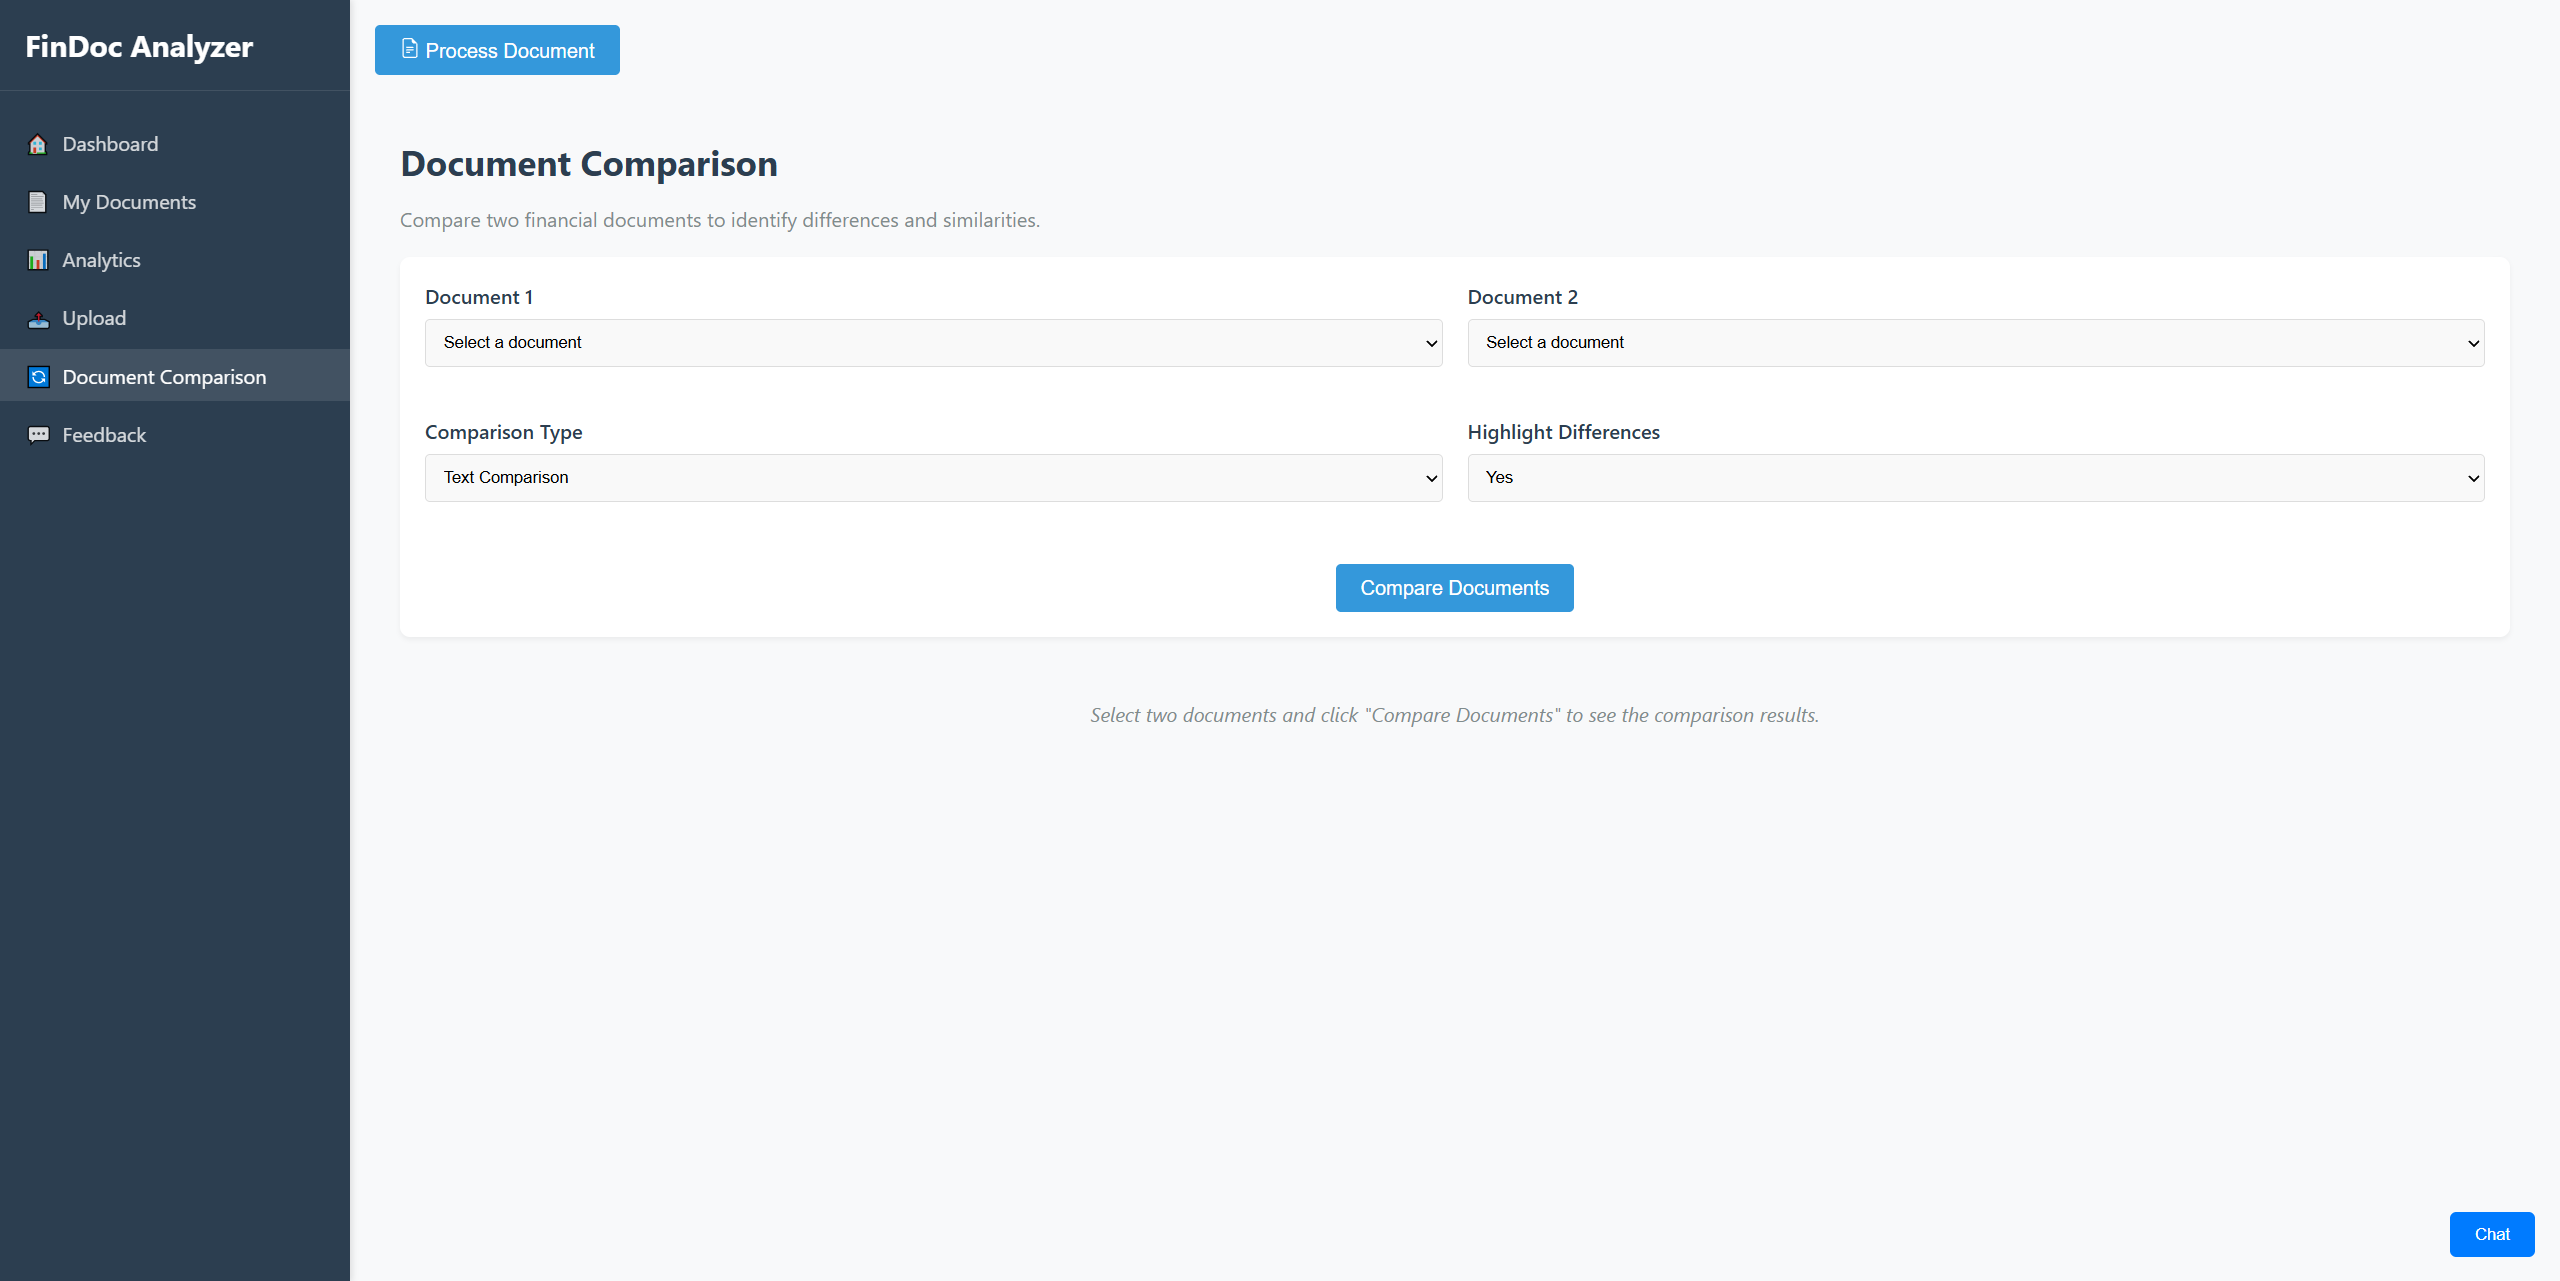 FinDoc Analyzer
Dashboard
My Documents
Analytics
Upload
Document Comparison
Feedback
Process Document
Document Comparison
Compare two financial documents to identify differences and similarities.
Document 1
Select a document
Document 2
Select a document
Comparison Type
Text Comparison
Highlight Differences
Yes
Compare Documents
Select two documents and click "Compare Documents" to see the comparison results.
Chat